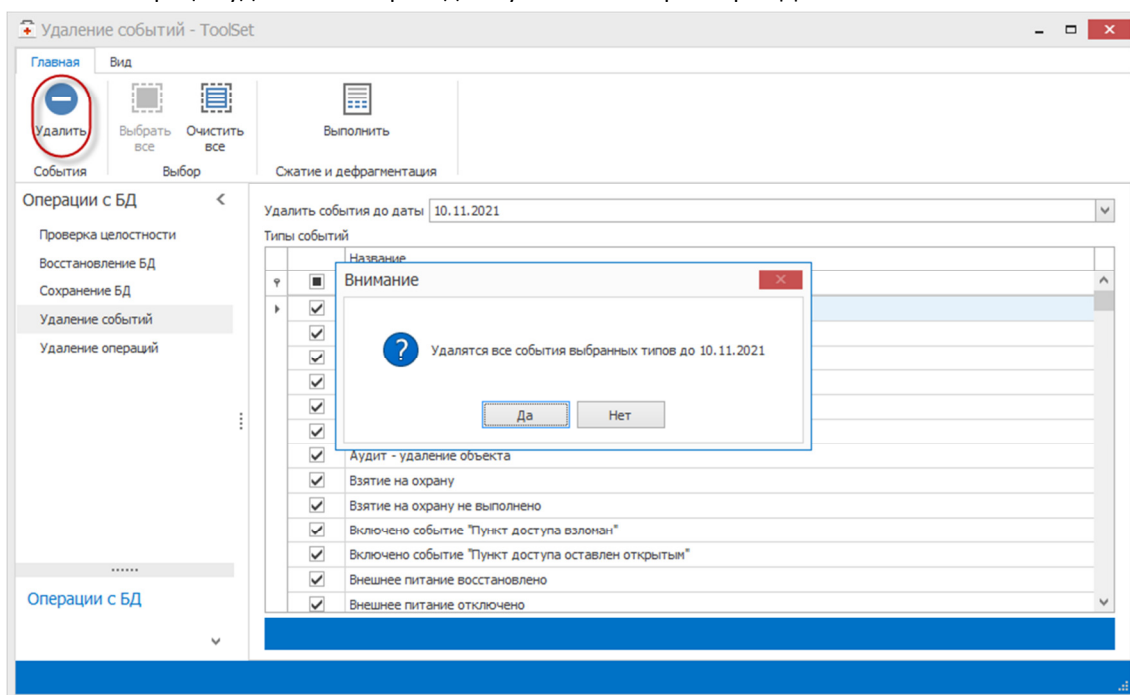 Удаление событий - ToolSet
Главная Вид
Удалить Выбрать все Очистить все Выполнить
События Выбор Сжатие и дефрагментация
Операции с БД
Проверка целостности
Восстановление БД
Сохранение БД
Удаление событий
Удаление операций
Операции с БД
Удалить события до даты 10.11.2021
Типы событий
Название
Внимание
Удалятся все события выбранных типов до 10.11.2021
Да Нет
Аудит - удаление объекта
Взятие на охрану
Взятие на охрану не выполнено
Включено событие "Пункт доступа взломан"
Включено событие "Пункт доступа оставлен открытым"
Внешнее питание восстановлено
Внешнее питание отключено